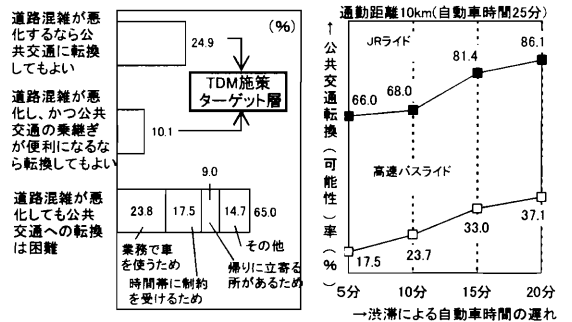 道路混雑が悪
化するなら公
共交通に転換
してもよい
24.9
(%)
TDM施策
ターゲット層
道路混雑が悪
化し、かつ公共
交通の乗継ぎ
が便利になるな
ら転換してもよい
10.1
道路混雑が悪
化しても公共
交通への転換
は困難
9.0
23.8
17.5
14.7
65.0
業務で車
を使うため
時間帯に制約
を受けるため
帰りに立寄る
所があるため
その他
通勤距離10km(自動車時間25分)
↑公共交通転換(可能性)率(%)
JRライド
66.0
68.0
81.4
86.1
高速バスライド
17.5
23.7
33.0
37.1
5分
10分
15分
20分
→渋滞による自動車時間の遅れ